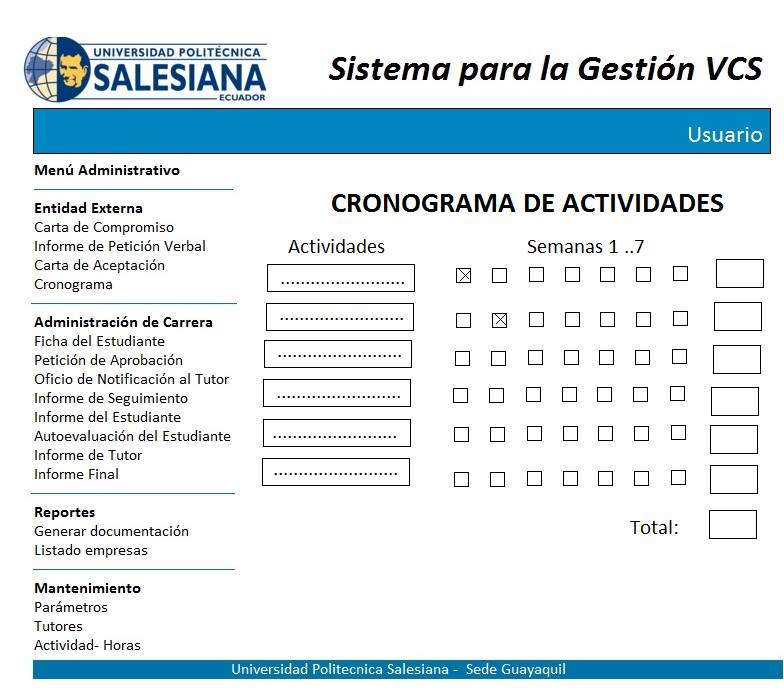 UNIVERSIDAD POLITÉCNICA
SALESIANA
ECUADOR
Sistema para la Gestión VCS
Usuario
Menú Administrativo
Entidad Externa
Carta de Compromiso
Informe de Petición Verbal
Carta de Aceptación
Cronograma
Administración de Carrera
Ficha del Estudiante
Petición de Aprobación
Oficio de Notificación al Tutor
Informe de Seguimiento
Informe del Estudiante
Autoevaluación del Estudiante
Informe de Tutor
Informe Final
Reportes
Generar documentación
Listado empresas
Mantenimiento
Parámetros
Tutores
Actividad- Horas
CRONOGRAMA DE ACTIVIDADES
Actividades Semanas 1 ..7
.........................
.........................
.........................
.........................
.........................
.........................
Total:
Universidad Politecnica Salesiana - Sede Guayaquil